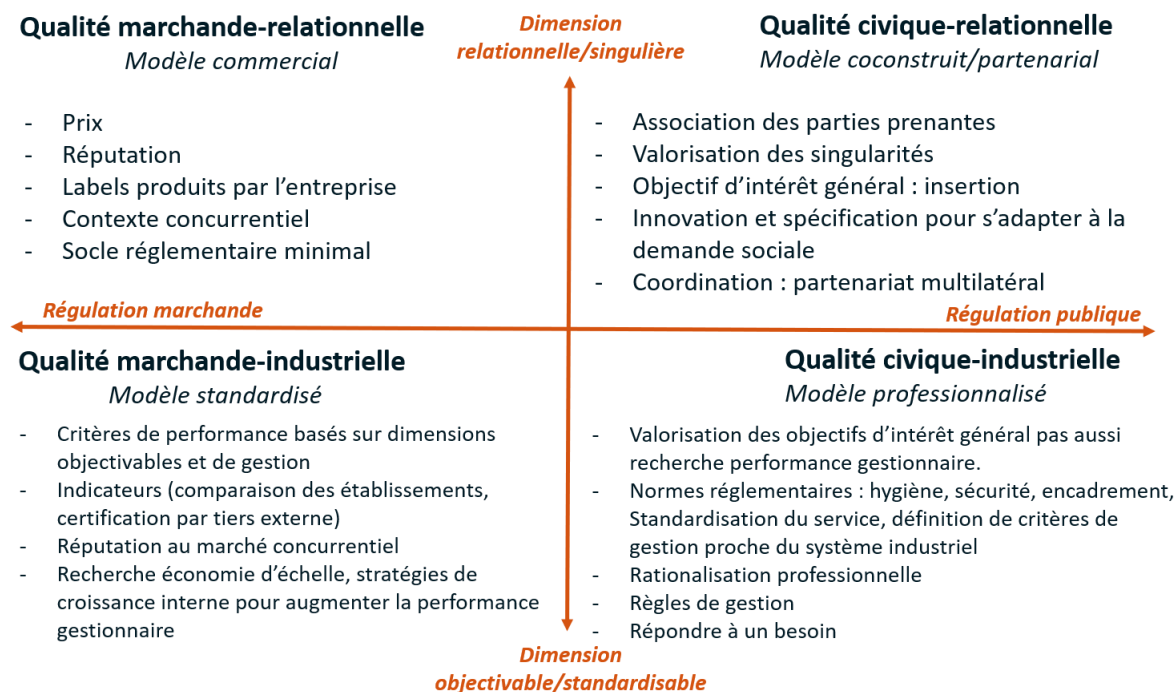 Dimension
relationnelle/singulière
Qualité marchande-relationnelle
Modèle commercial
- Prix
- Réputation
- Labels produits par l'entreprise
- Contexte concurrentiel
- Socle réglementaire minimal
Qualité civique-relationnelle
Modèle coconstruit/partenarial
- Association des parties prenantes
- Valorisation des singularités
- Objectif d'intérêt général : insertion
- Innovation et spécification pour s'adapter à la
demande sociale
- Coordination : partenariat multilatéral
Régulation marchande
Régulation publique
Qualité marchande-industrielle
Modèle standardisé
- Critères de performance basés sur dimensions
objectivables et de gestion
- Indicateurs (comparaison des établissements,
certification par tiers externe)
- Réputation au marché concurrentiel
- Recherche économie d'échelle, stratégies de
croissance interne pour augmenter la performance
gestionnaire
Qualité civique-industrielle
Modèle professionnalisé
- Valorisation des objectifs d'intérêt général pas aussi
recherche performance gestionnaire.
- Normes réglementaires : hygiène, sécurité, encadrement,
Standardisation du service, définition de critères de
gestion proche du système industriel
- Rationalisation professionnelle
- Règles de gestion
- Répondre à un besoin
Dimension
objectivable/standardisable